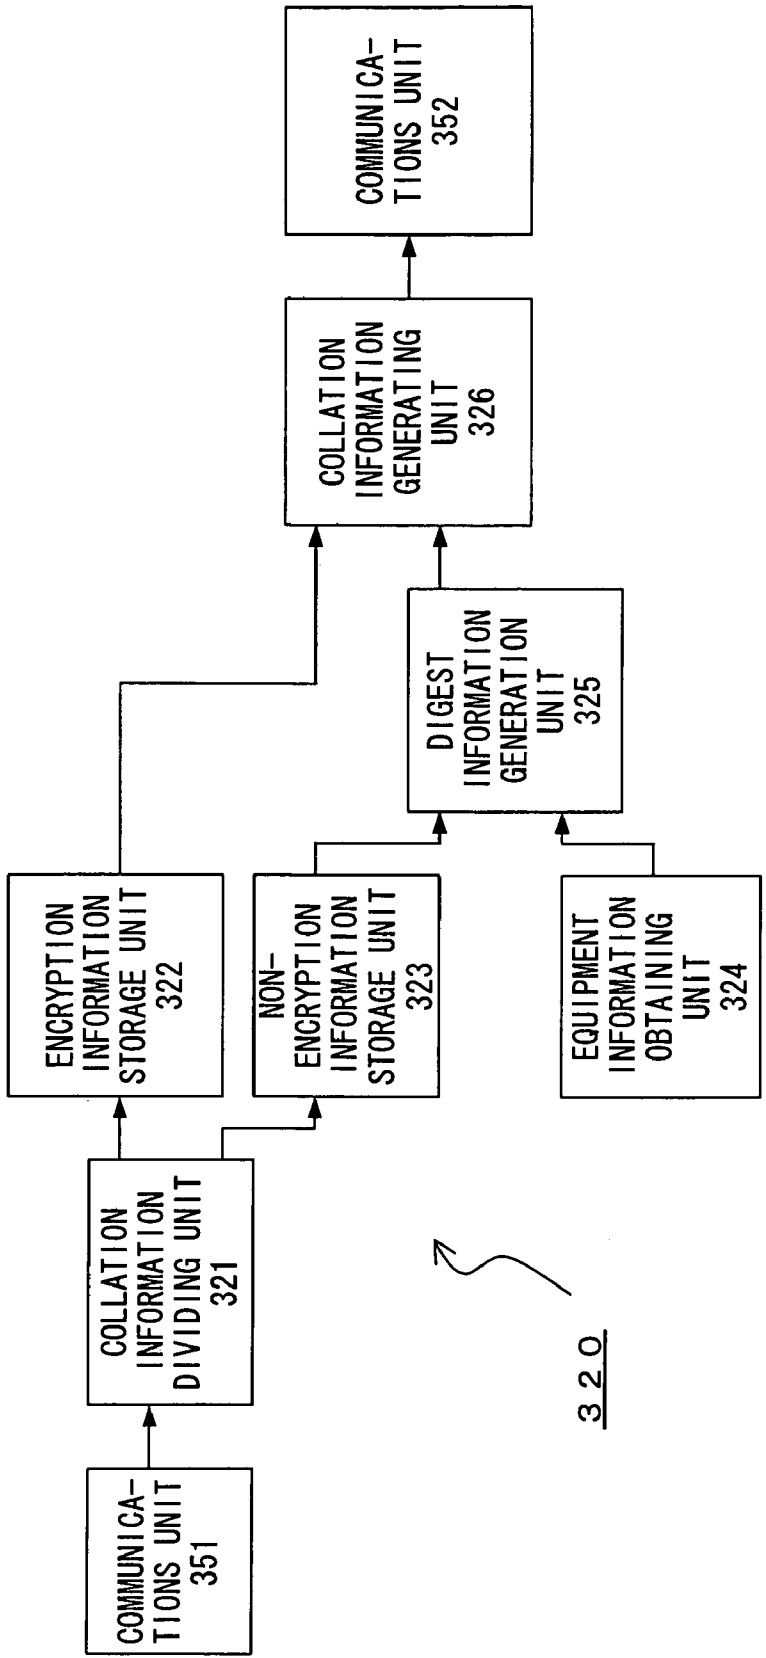 COMMUNICA-
TIONS UNIT
351
COLLATION
INFORMATION
DIVIDING UNIT
321
ENCRYPTION
INFORMATION
STORAGE UNIT
322
NON-
ENCRYPTION
INFORMATION
STORAGE UNIT
323
EQUIPMENT
INFORMATION
OBTAINING
UNIT
324
DIGEST
INFORMATION
GENERATION
UNIT
325
COLLATION
INFORMATION
GENERATING
UNIT
326
COMMUNICA-
TIONS UNIT
352
320